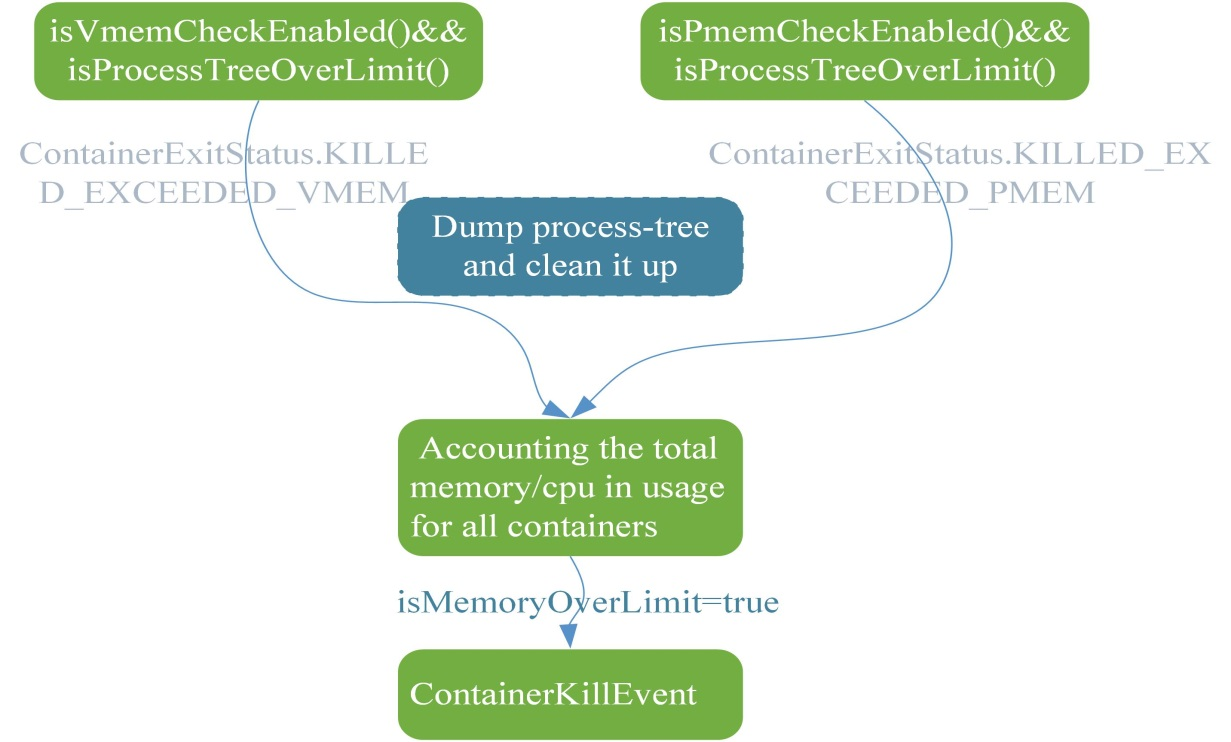 isVmemCheckEnabled()&&
isProcessTreeOverLimit()
isPmemCheckEnabled()&&
isProcessTreeOverLimit()
ContainerExitStatus.KILLE
D_EXCEEDED_VMEM
ContainerExitStatus.KILLED_EX
CEEDED_PMEM
Dump process-tree
and clean it up
Accounting the total
memory/cpu in usage
for all containers
isMemoryOverLimit=true
ContainerKillEvent